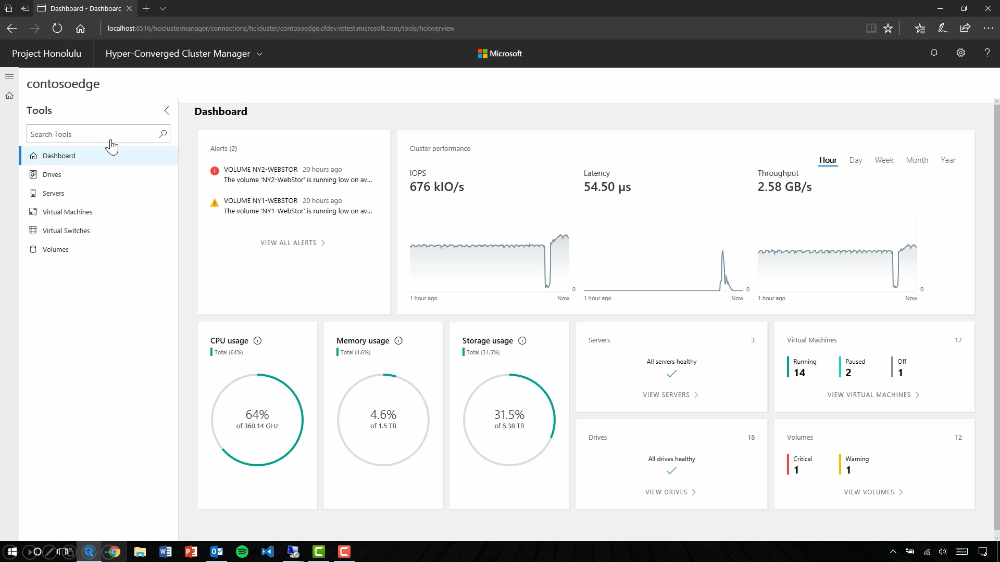 Dashboard - Dashboard
localhost:6516/hciclustermanager/connections/hcicluster/contosoedge.cfdev.nttest.microsoft.com/tools/hcioverview
Project Honolulu
Hyper-Converged Cluster Manager
Microsoft
?
contosoedge
Tools
Search Tools
Dashboard
Drives
Servers
Virtual Machines
Virtual Switches
Volumes
Dashboard
Alerts (2)
VOLUME NY2-WEBSTOR 20 hours ago
The volume 'NY2-WebStor' is running low on av...
VOLUME NY1-WEBSTOR 20 hours ago
The volume 'NY1-WebStor' is running low on av...
VIEW ALL ALERTS
Cluster performance
Hour Day Week Month Year
IOPS
676 kIO/s
0
1 hour ago Now
Latency
54.50 µs
0
1 hour ago Now
Throughput
2.58 GB/s
0
1 hour ago Now
CPU usage
Total (64%)
64%
of 360.14 GHz
Memory usage
Total (4.6%)
4.6%
of 1.5 TB
Storage usage
Total (31.5%)
31.5%
of 5.38 TB
Servers 3
All servers healthy
VIEW SERVERS
Virtual Machines 17
Running Paused Off
14 2 1
VIEW VIRTUAL MACHINES
Drives 18
All drives healthy
VIEW DRIVES
Volumes 12
Critical Warning
1 1
VIEW VOLUMES